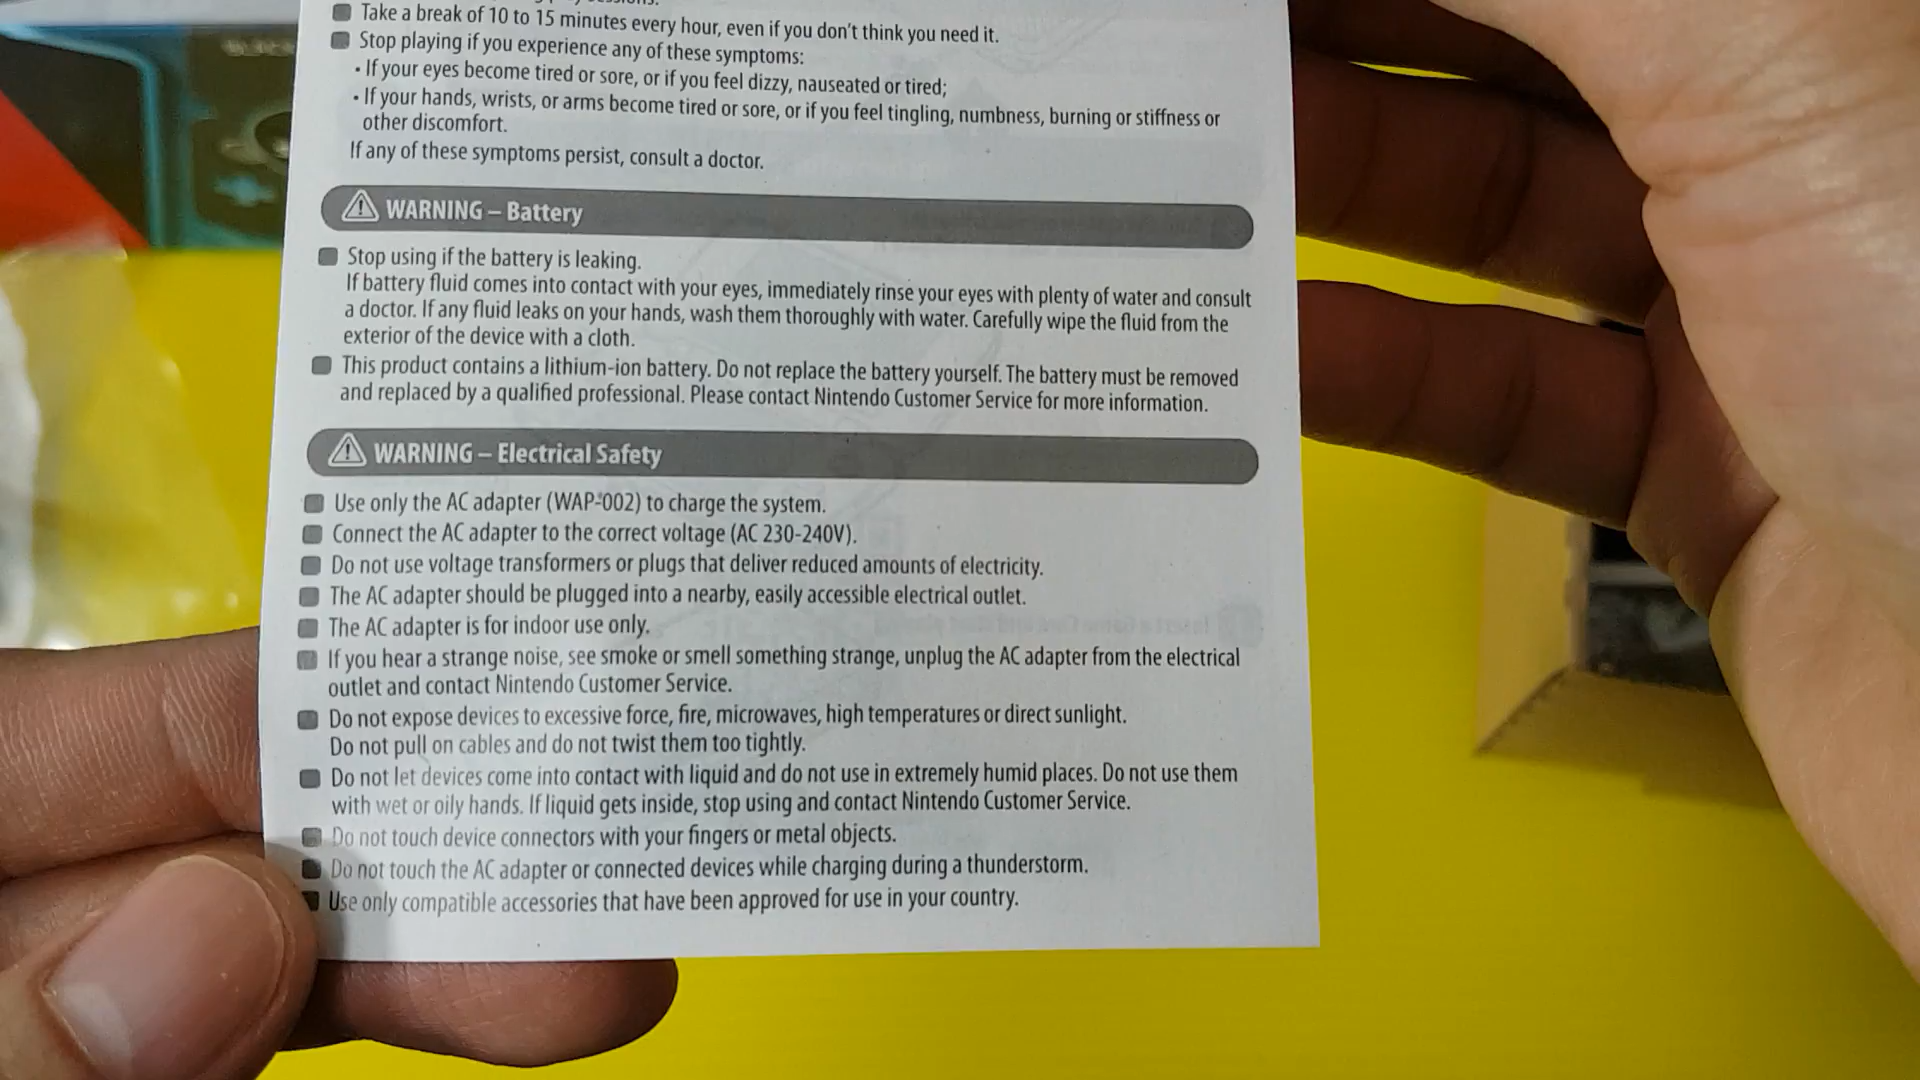 Take a break of 10 to 15 minutes every hour, even if you don't think you need it.
Stop playing if you experience any of these symptoms:
• If your eyes become tired or sore, or if you feel dizzy, nauseated or tired;
• If your hands, wrists, or arms become tired or sore, or if you feel tingling, numbness, burning or stiffness or
other discomfort.
If any of these symptoms persist, consult a doctor.
WARNING – Battery
Stop using if the battery is leaking.
If battery fluid comes into contact with your eyes, immediately rinse your eyes with plenty of water and consult
a doctor. If any fluid leaks on your hands, wash them thoroughly with water. Carefully wipe the fluid from the
exterior of the device with a cloth.
This product contains a lithium-ion battery. Do not replace the battery yourself. The battery must be removed
and replaced by a qualified professional. Please contact Nintendo Customer Service for more information.
WARNING – Electrical Safety
Use only the AC adapter (WAP-002) to charge the system.
Connect the AC adapter to the correct voltage (AC 230-240V).
Do not use voltage transformers or plugs that deliver reduced amounts of electricity.
The AC adapter should be plugged into a nearby, easily accessible electrical outlet.
The AC adapter is for indoor use only.
If you hear a strange noise, see smoke or smell something strange, unplug the AC adapter from the electrical
outlet and contact Nintendo Customer Service.
Do not expose devices to excessive force, fire, microwaves, high temperatures or direct sunlight.
Do not pull on cables and do not twist them too tightly.
Do not let devices come into contact with liquid and do not use in extremely humid places. Do not use them
with wet or oily hands. If liquid gets inside, stop using and contact Nintendo Customer Service.
Do not touch device connectors with your fingers or metal objects.
Do not touch the AC adapter or connected devices while charging during a thunderstorm.
Use only compatible accessories that have been approved for use in your country.